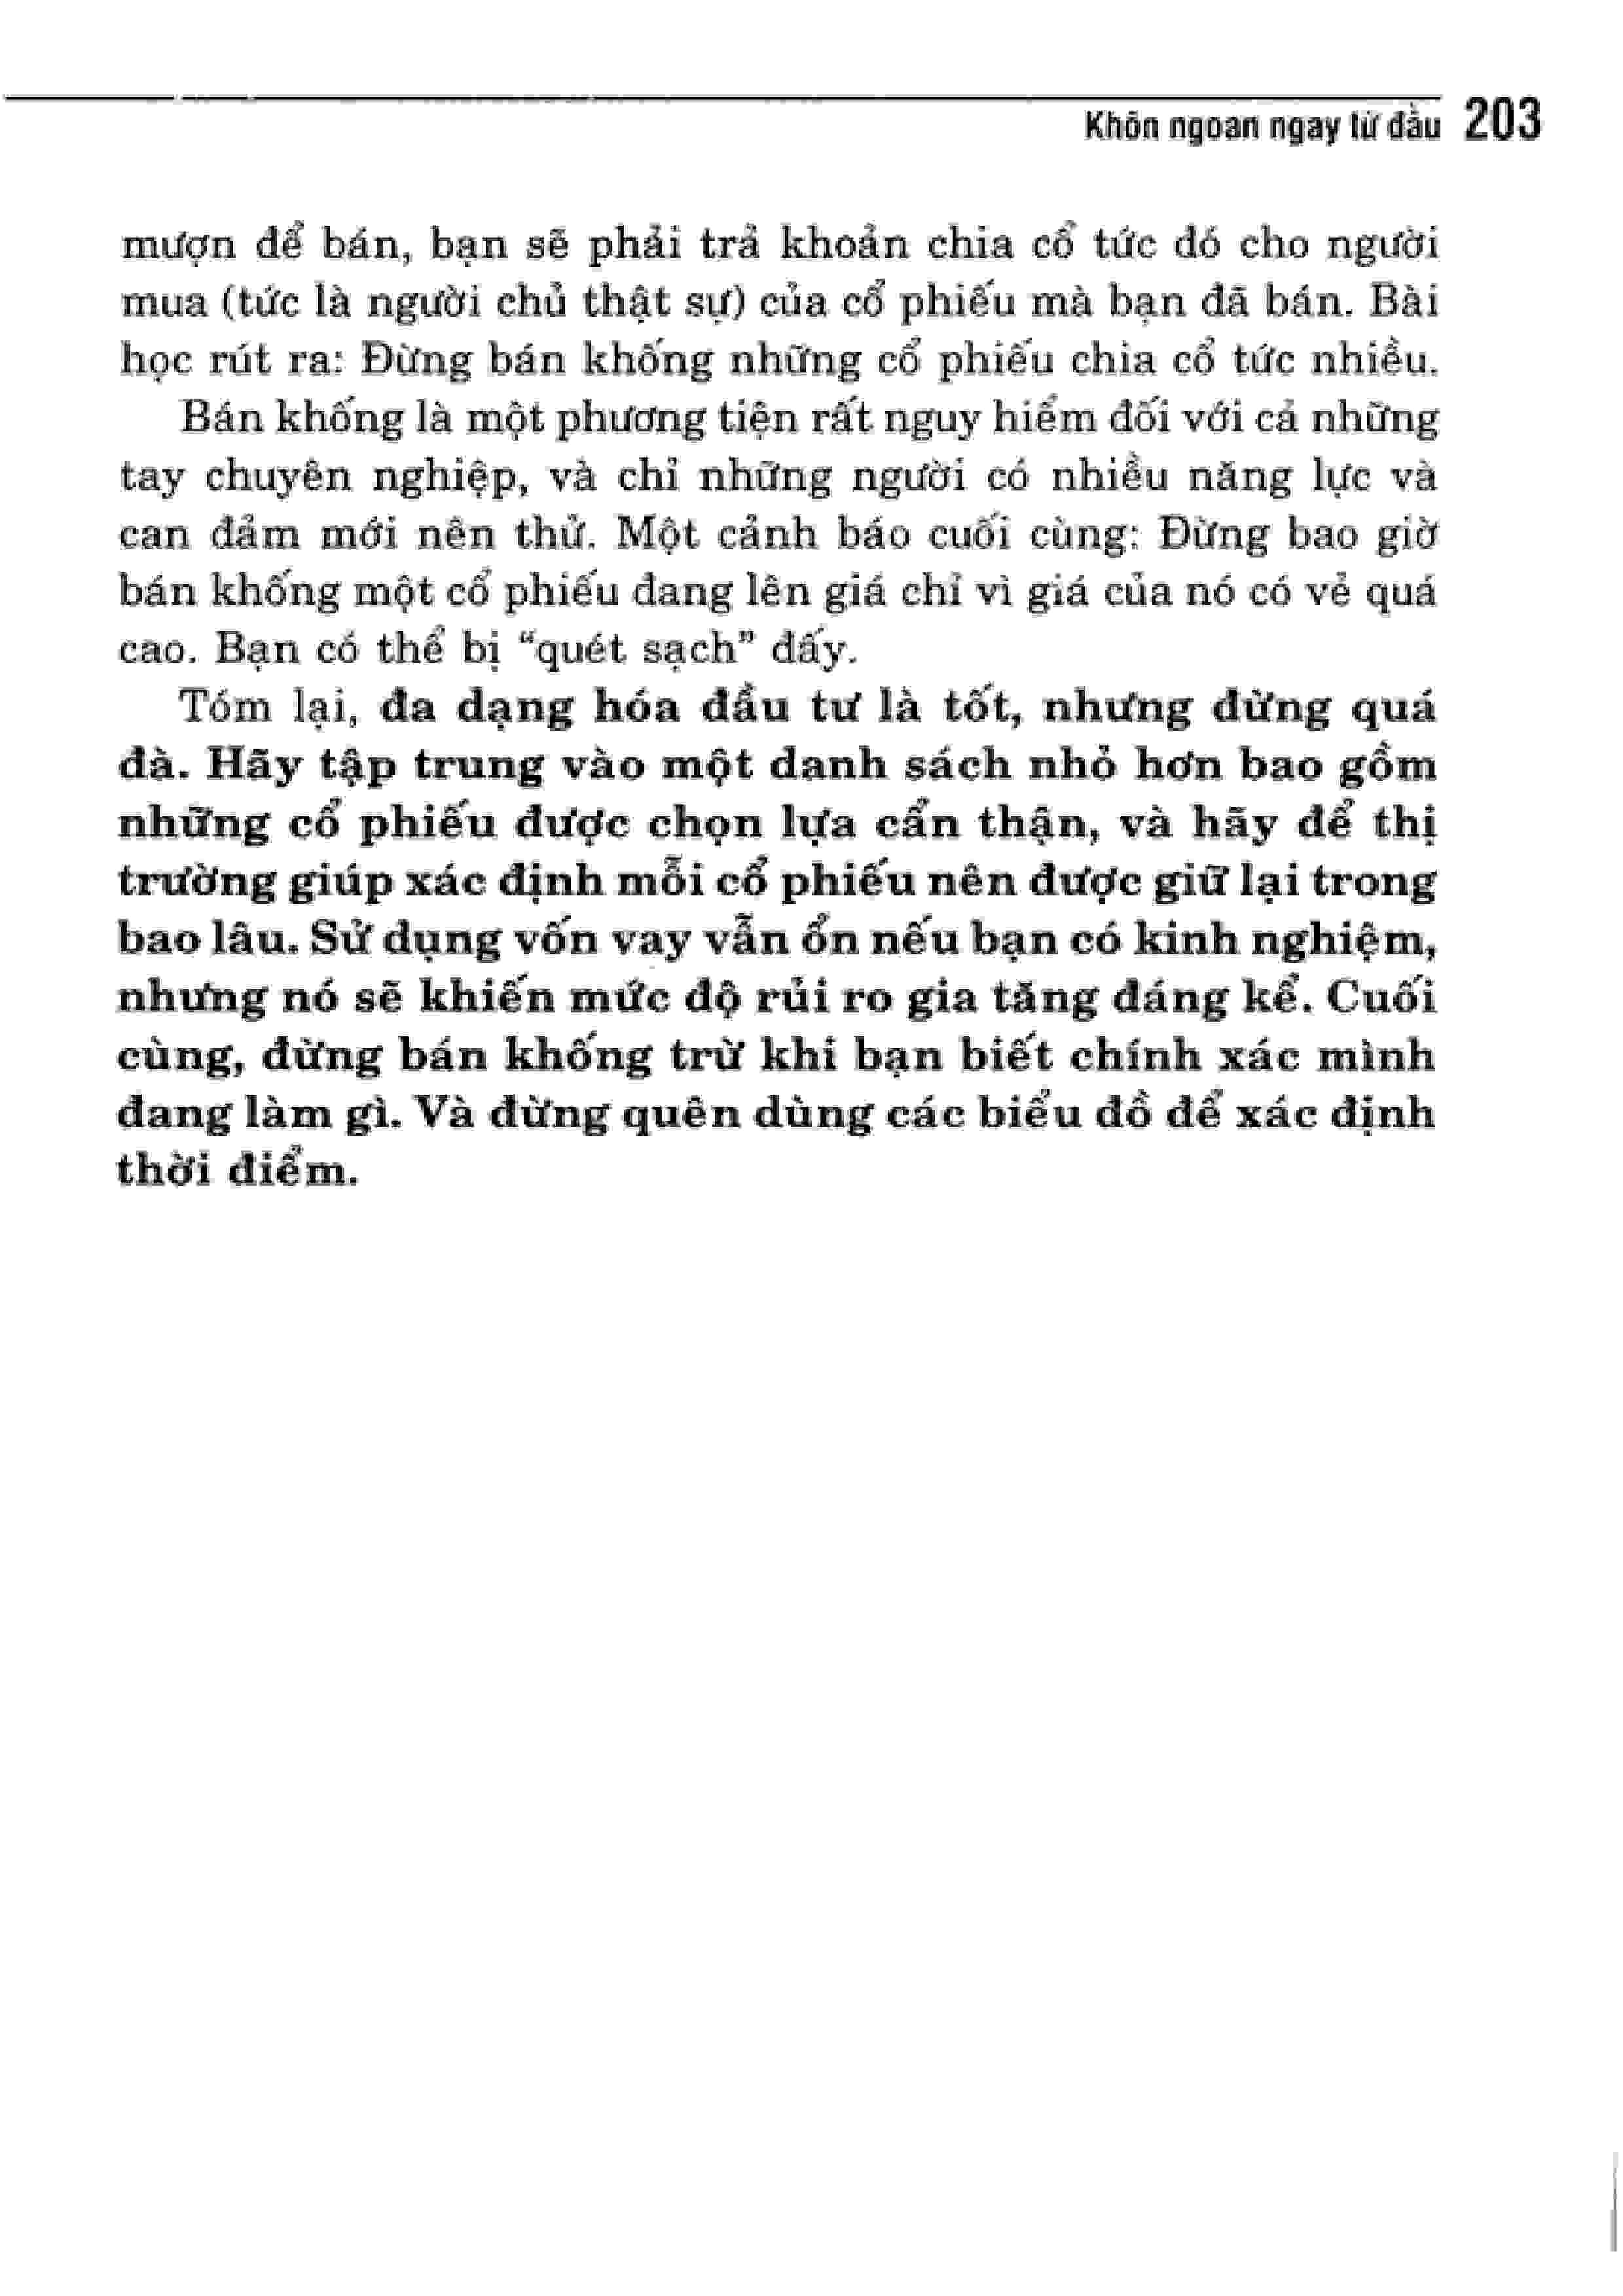 Khôn ngoan ngay từ đầu 203
mượn để bán, bạn sẽ phải trả khoản chia cổ tức đó cho người
mua (tức là người chủ thật sự) của cổ phiếu mà bạn đã bán. Bài
học rút ra: Đừng bán khống những cổ phiếu chia cổ tức nhiều.
Bán khống là một phương tiện rất nguy hiểm đối với cả những
tay chuyên nghiệp, và chỉ những người có nhiều năng lực và
can đảm mới nên thử. Một cảnh báo cuối cùng: Đừng bao giờ
bán khống một cổ phiếu đang lên giá chỉ vì giá của nó có vẻ quá
cao. Bạn có thể bị “quét sạch” đấy.
Tóm lại, đa dạng hóa đầu tư là tốt, nhưng đừng quá
đà. Hãy tập trung vào một danh sách nhỏ hơn bao gồm
những cổ phiếu được chọn lựa cẩn thận, và hãy để thị
trường giúp xác định mỗi cổ phiếu nên được giữ lại trong
bao lâu. Sử dụng vốn vay vẫn ổn nếu bạn có kinh nghiệm,
nhưng nó sẽ khiến mức độ rủi ro gia tăng đáng kể. Cuối
cùng, đừng bán khống trừ khi bạn biết chính xác mình
đang làm gì. Và đừng quên dùng các biểu đồ để xác định
thời điểm.